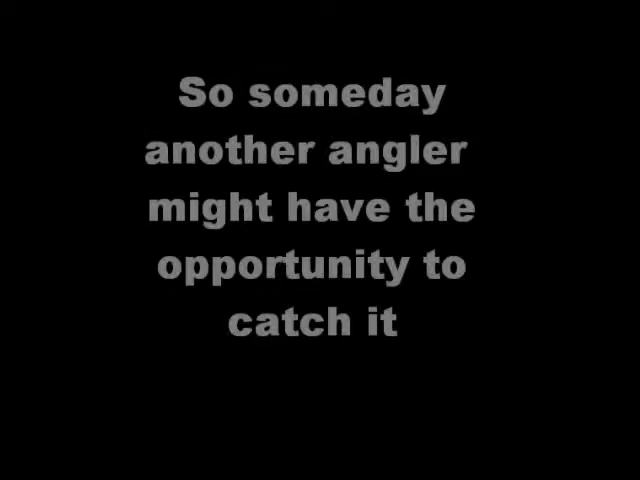 So someday
another angler
might have the
opportunity to
catch it